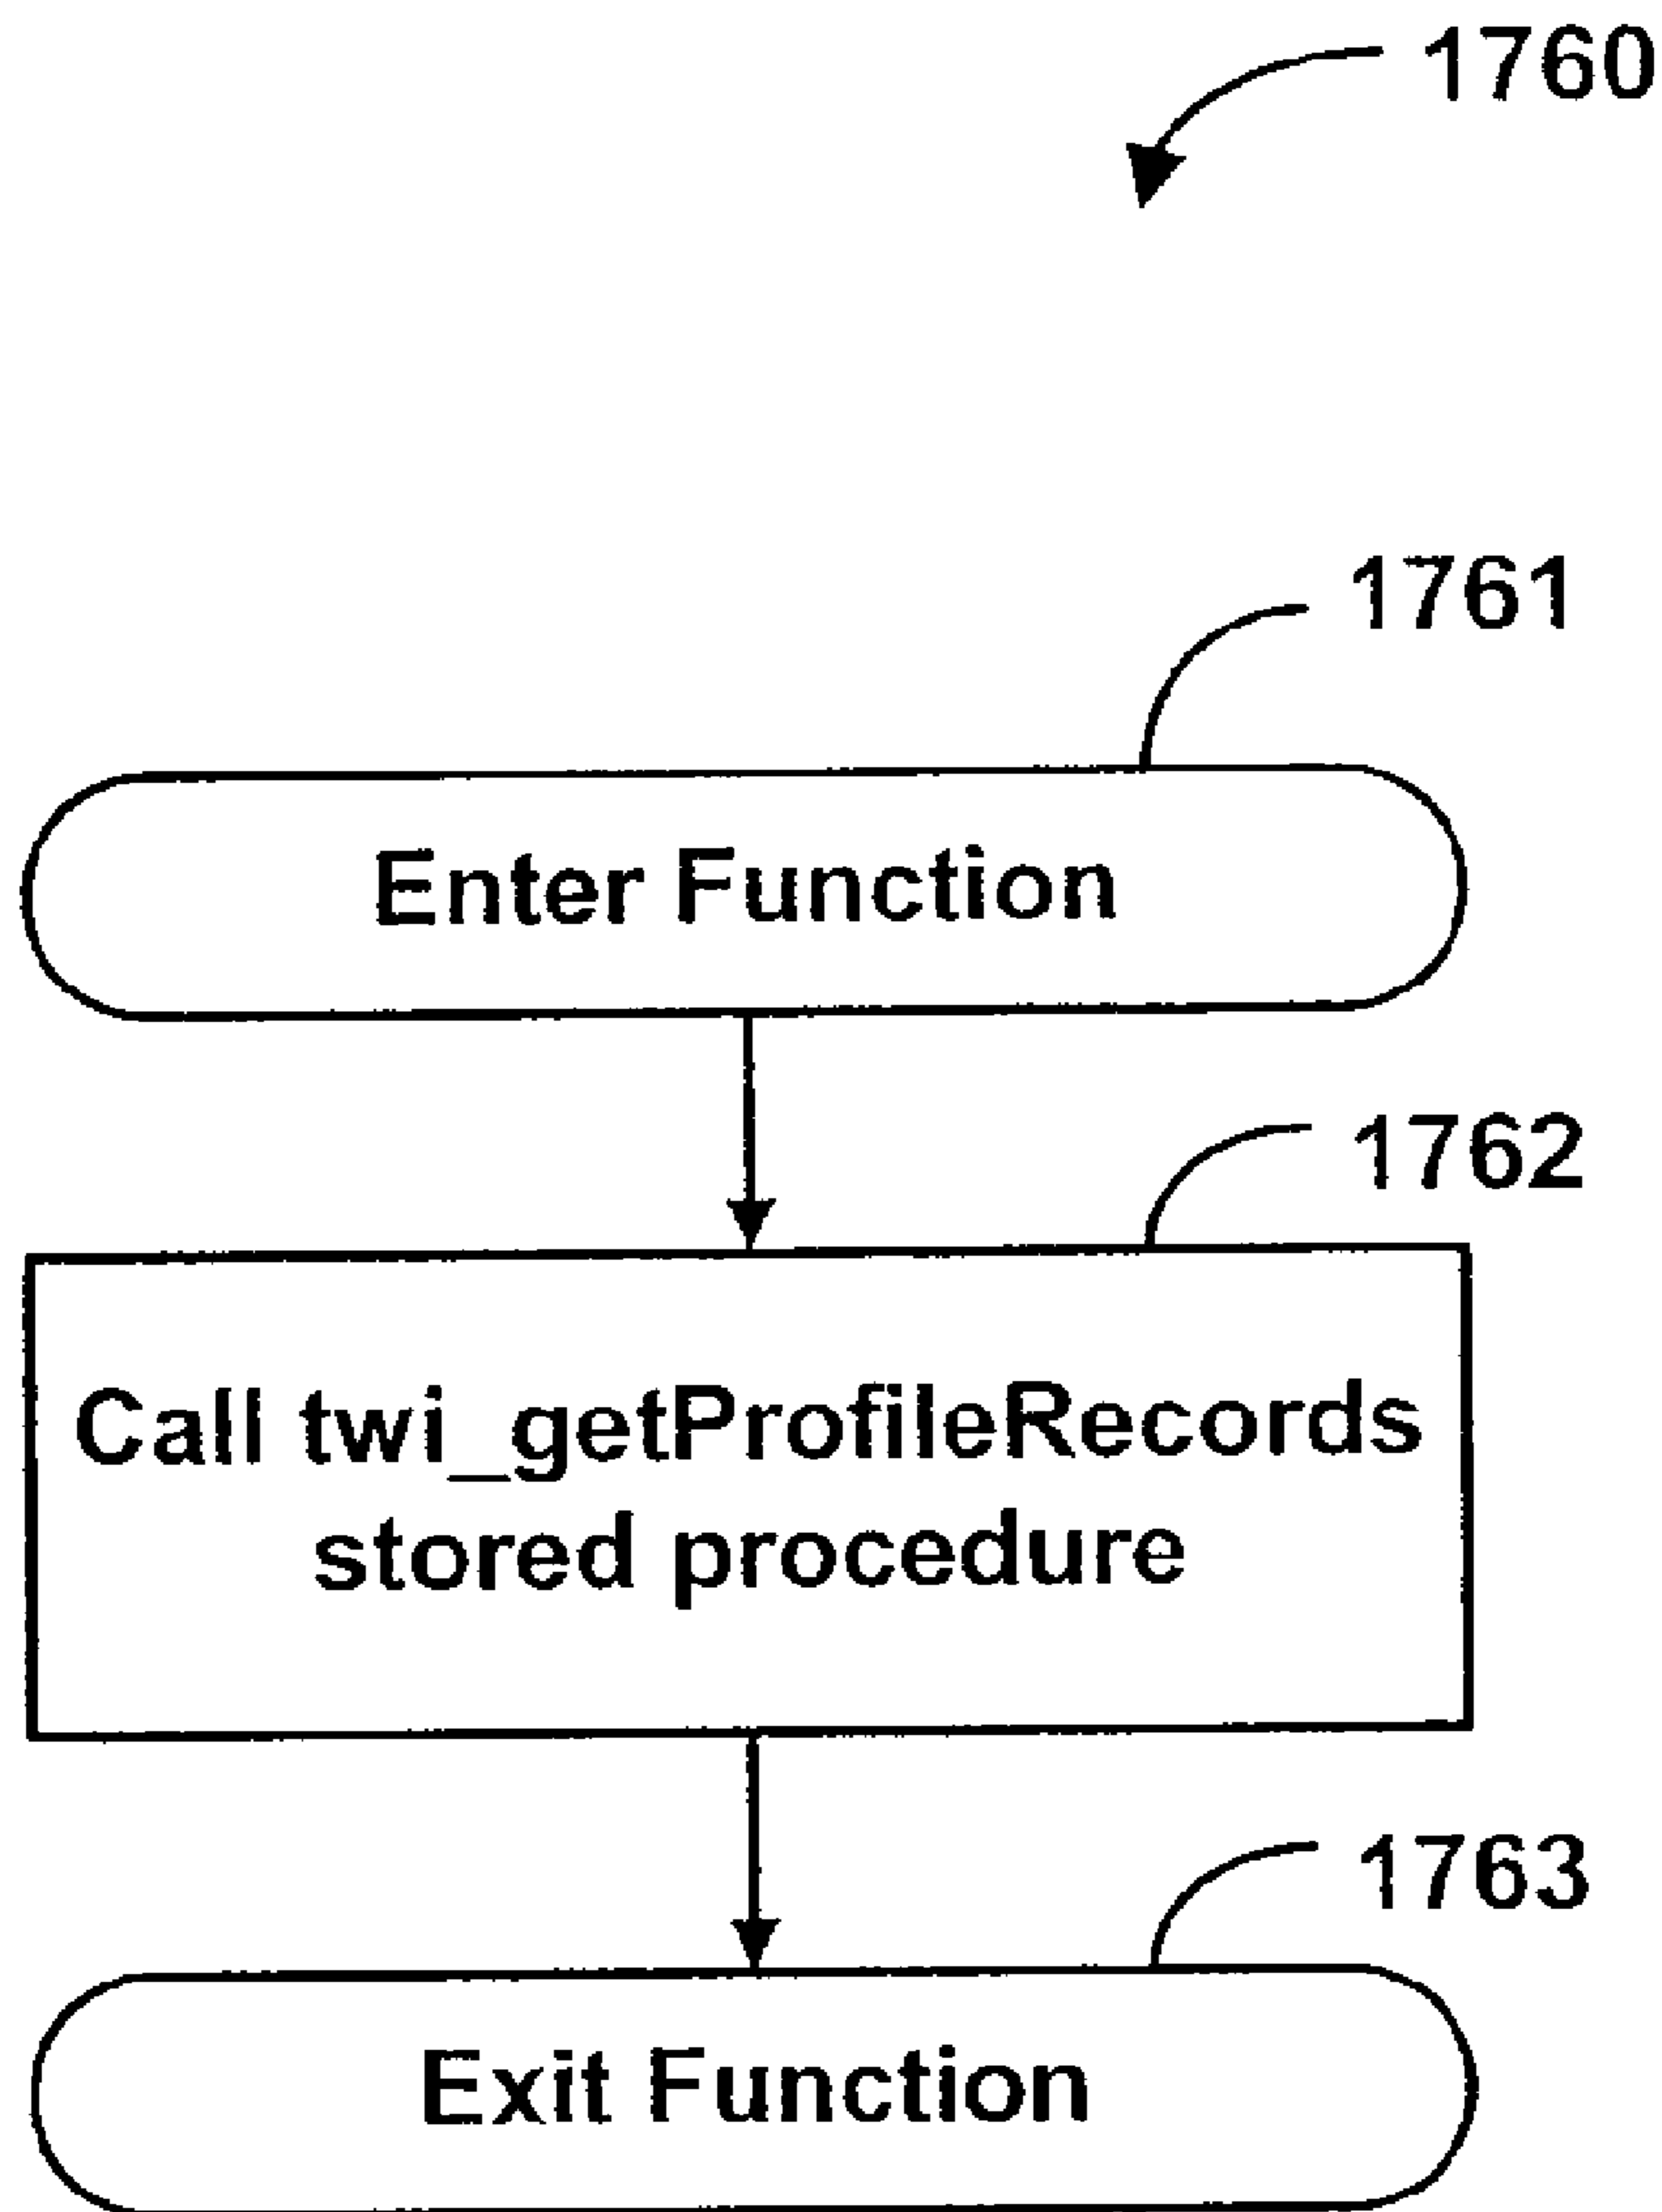 1760
1761
Enter Function
1762
Call twi_getProfileRecords
stored procedure
1763
Exit Function